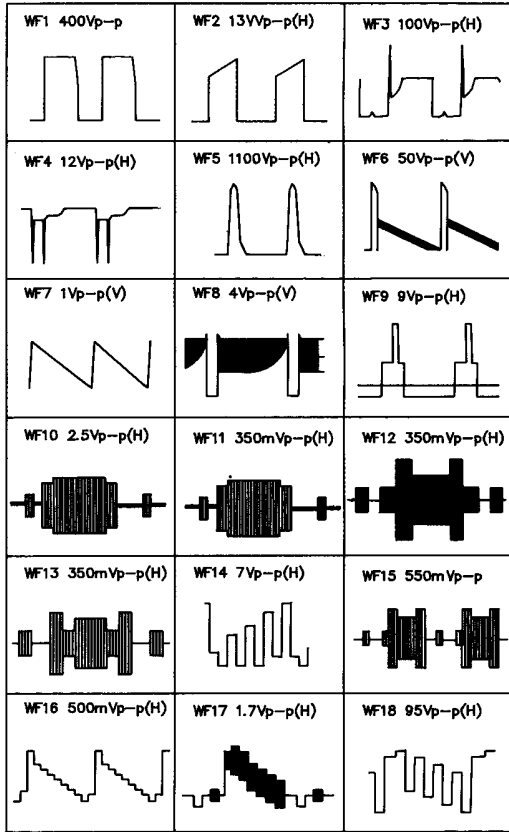 WF1 400Vp-p
WF2 13VVp-p(H)
WF3 100Vp-p(H)
WF4 12Vp-p(H)
WF5 1100Vp-p(H)
WF6 50Vp-p(V)
WF7 1Vp-p(V)
WF8 4Vp-p(V)
WF9 9Vp-p(H)
WF10 2.5Vp-p(H)
WF11 350mVp-p(H)
WF12 350mVp-p(H)
WF13 350mVp-p(H)
WF14 7Vp-p(H)
WF15 550mVp-p
WF16 500mVp-p(H)
WF17 1.7Vp-p(H)
WF18 95Vp-p(H)